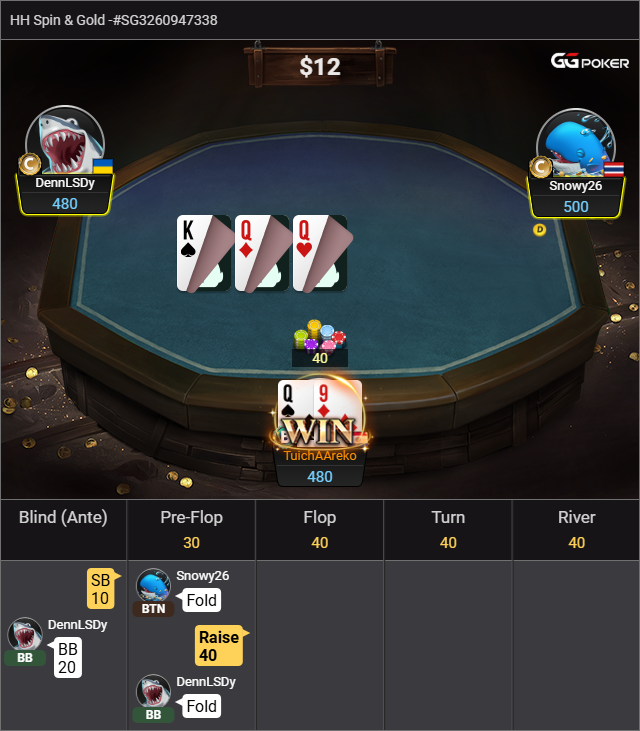 HH Spin & Gold -#SG3260947338
$12
GG POKER
C
DennLSDy
480
C
Snowy26
500
D
K
Q
Q
40
Q 9
WIN
TuichAAreko
480
Blind (Ante)
Pre-Flop
Flop
Turn
River
30
40
40
40
SB
10
DennLSDy
BB
BB
20
Snowy26
Fold
BTN
Raise
40
DennLSDy
Fold
BB